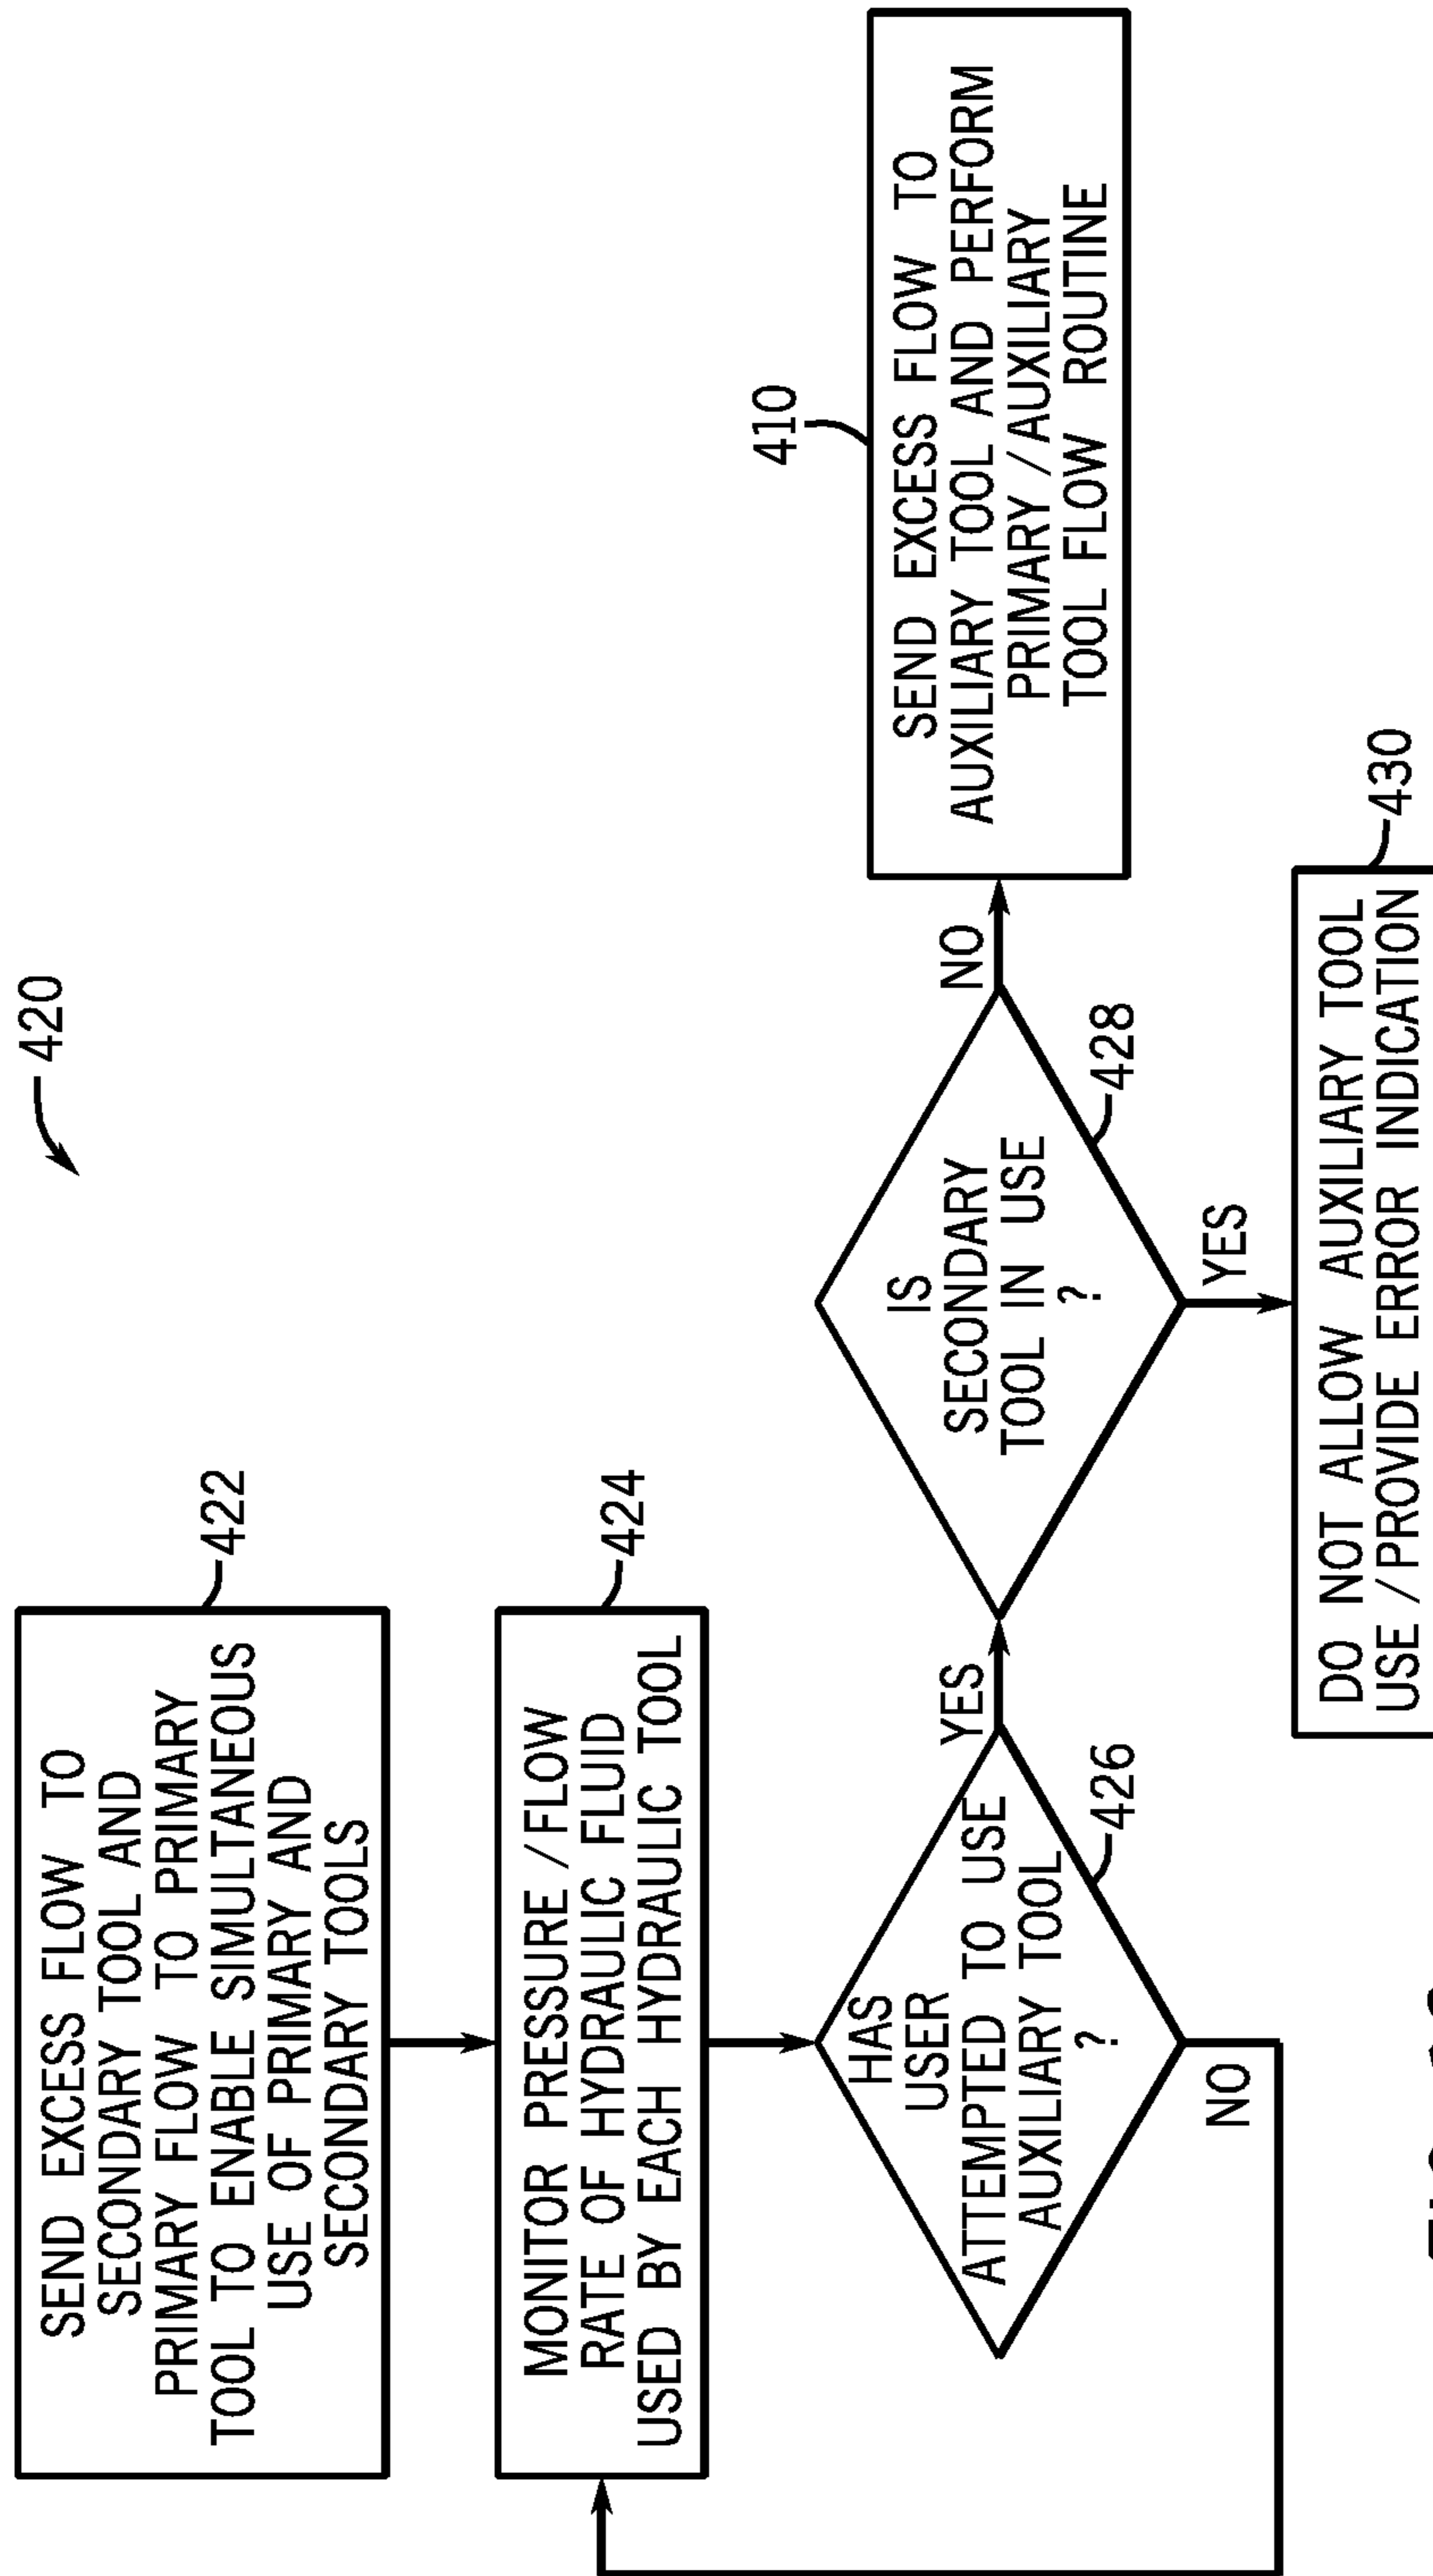 420
SEND EXCESS FLOW TO
SECONDARY TOOL AND
PRIMARY FLOW TO PRIMARY
TOOL TO ENABLE SIMULTANEOUS
USE OF PRIMARY AND
SECONDARY TOOLS
422
MONITOR PRESSURE/FLOW
RATE OF HYDRAULIC FLUID
USED BY EACH HYDRAULIC TOOL
424
HAS
USER
ATTEMPTED TO USE
AUXILIARY TOOL
?
426
YES
NO
IS
SECONDARY
TOOL IN USE
?
428
NO
YES
410
SEND EXCESS FLOW TO
AUXILIARY TOOL AND PERFORM
PRIMARY/AUXILIARY
TOOL FLOW ROUTINE
DO NOT ALLOW AUXILIARY TOOL
USE/PROVIDE ERROR INDICATION
430